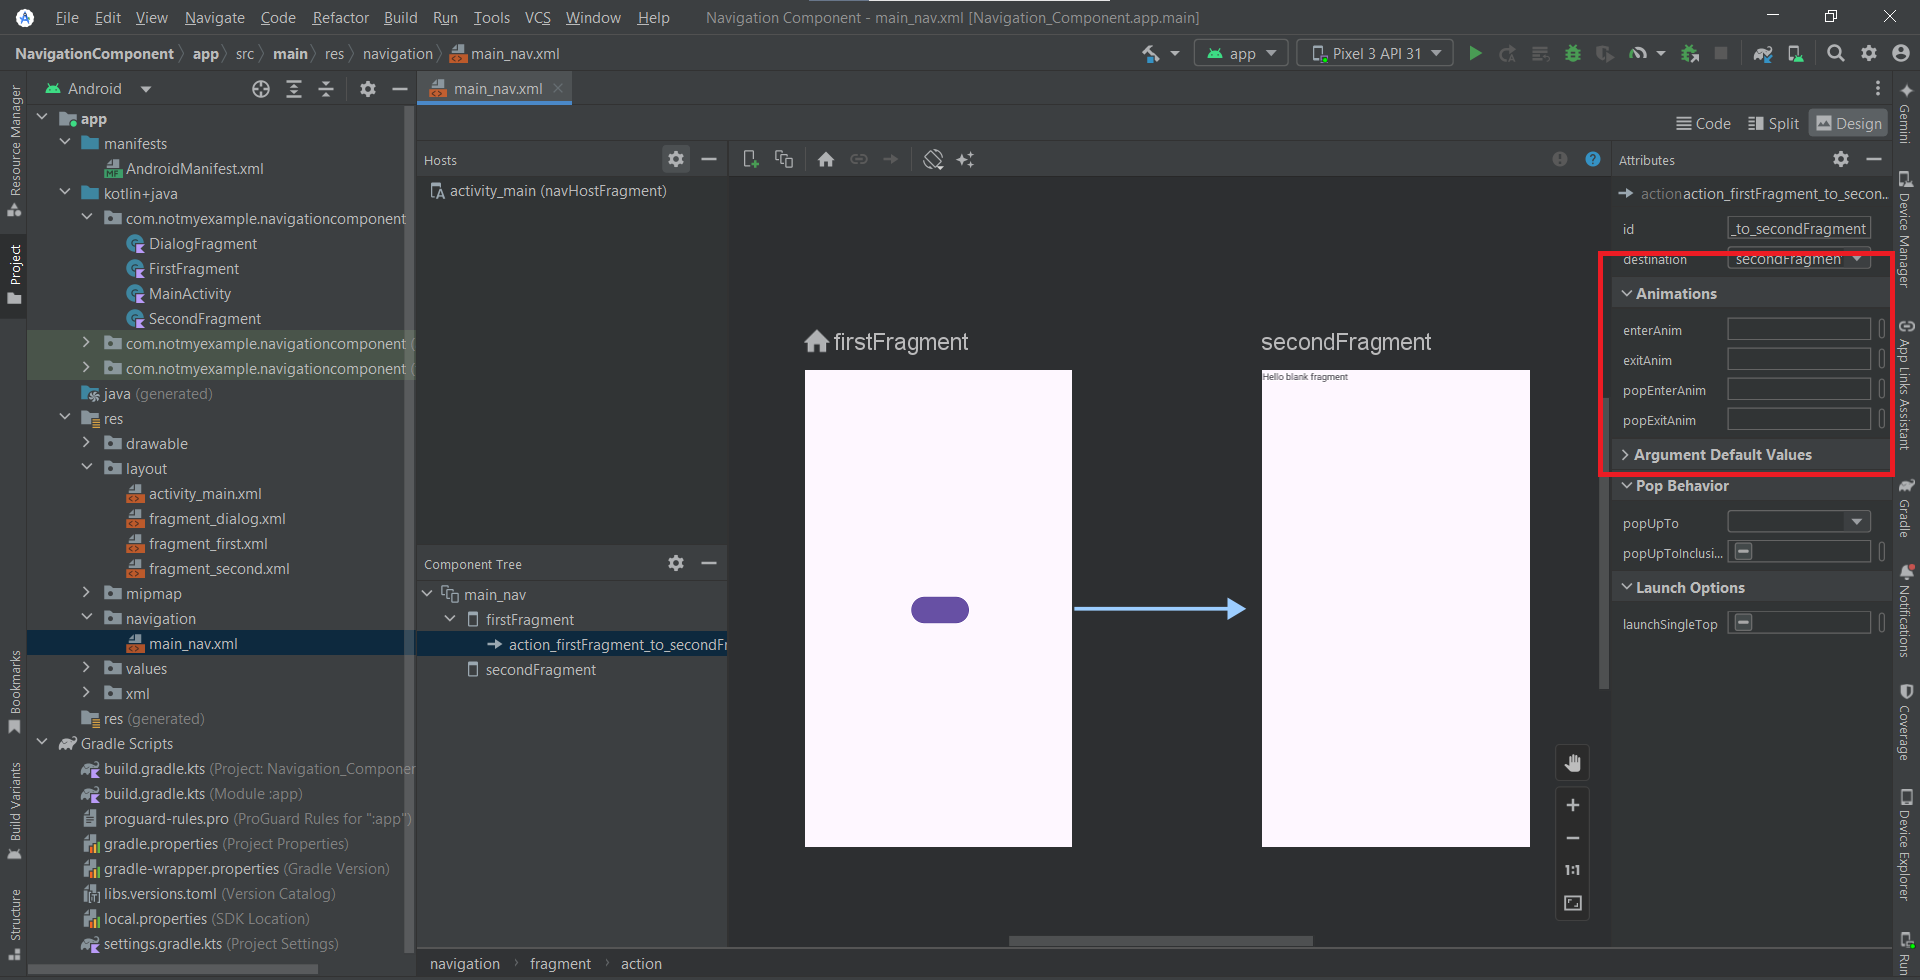 File Edit View Navigate Code Refactor Build Run Tools VCS Window Help Navigation Component - main_nav.xml [Navigation_Component.app.main]
NavigationComponent app src main res navigation main_nav.xml app Pixel 3 API 31
Android
main_nav.xml
Code Split Design
Resource Manager
Project
Bookmarks
Build Variants
Structure
app
manifests
AndroidManifest.xml
kotlin+java
com.notmyexample.navigationcomponent
DialogFragment
FirstFragment
MainActivity
SecondFragment
com.notmyexample.navigationcomponent (
com.notmyexample.navigationcomponent (
java (generated)
res
drawable
layout
activity_main.xml
fragment_dialog.xml
fragment_first.xml
fragment_second.xml
mipmap
navigation
main_nav.xml
values
xml
res (generated)
Gradle Scripts
build.gradle.kts (Project: Navigation_Componen
build.gradle.kts (Module :app)
proguard-rules.pro (ProGuard Rules for ":app")
gradle.properties (Project Properties)
gradle-wrapper.properties (Gradle Version)
libs.versions.toml (Version Catalog)
local.properties (SDK Location)
settings.gradle.kts (Project Settings)
Hosts
activity_main (navHostFragment)
Component Tree
main_nav
firstFragment
action_firstFragment_to_secondFr
secondFragment
firstFragment
secondFragment
Hello blank fragment
1:1
navigation fragment action
Attributes
action action_firstFragment_to_secon...
id _to_secondFragment
destination secondFragmen
Animations
enterAnim
exitAnim
popEnterAnim
popExitAnim
Argument Default Values
Pop Behavior
popUpTo
popUpToInclusi...
Launch Options
launchSingleTop
Gemini
Device Manager
App Links Assistant
Gradle
Notifications
Coverage
Device Explorer
Run